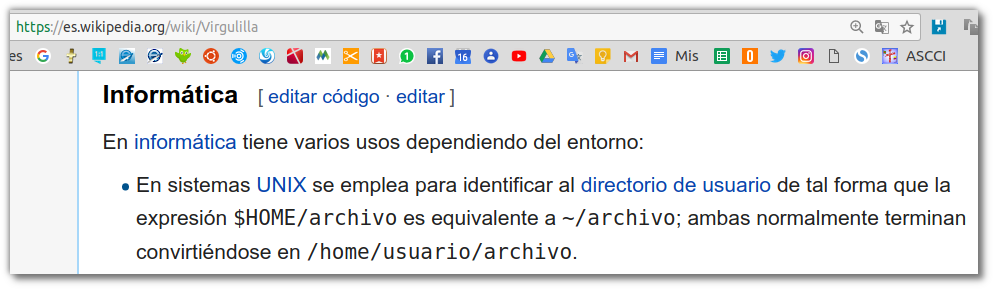 https://es.wikipedia.org/wiki/Virgulilla
es Mis ASCCI
Informática [ editar código · editar ]
En informática tiene varios usos dependiendo del entorno:
• En sistemas UNIX se emplea para identificar al directorio de usuario de tal forma que la
expresión $HOME/archivo es equivalente a ~/archivo; ambas normalmente terminan
convirtiéndose en /home/usuario/archivo.